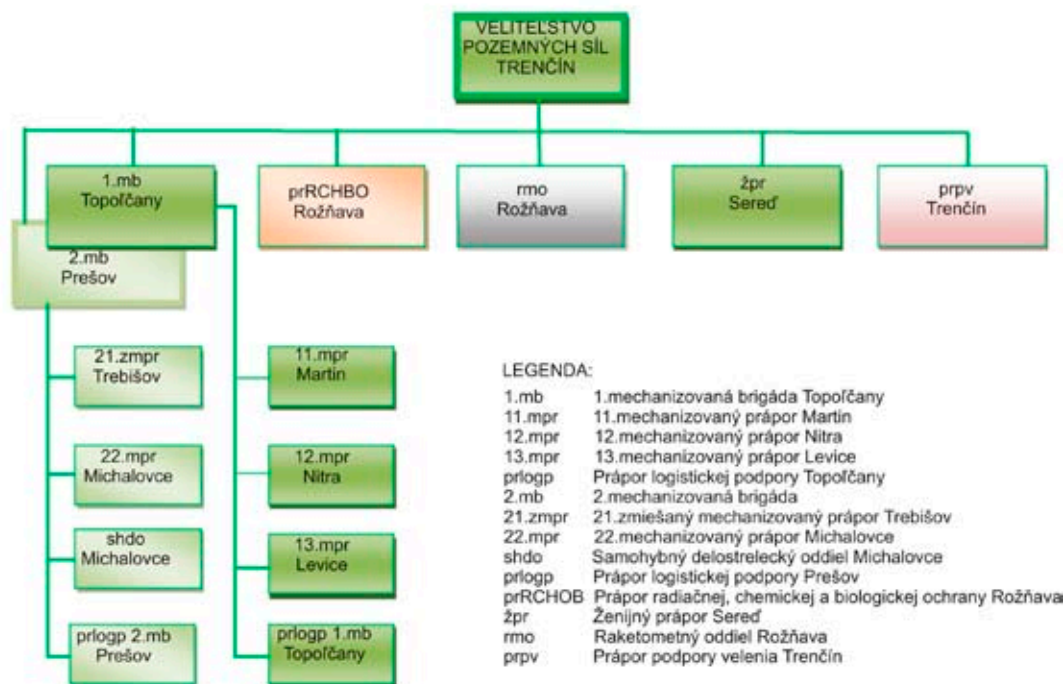 VELITEĽSTVO
POZEMNÝCH SÍL
TRENČÍN
1.mb
Topoľčany
prRCHBO
Rožňava
rmo
Rožňava
žpr
Sereď
prpv
Trenčín
2.mb
Prešov
21.zmpr
Trebišov
11.mpr
Martin
22.mpr
Michalovce
12.mpr
Nitra
shdo
Michalovce
13.mpr
Levice
prlogp 2.mb
Prešov
prlogp 1.mb
Topoľčany
LEGENDA:
1.mb 1.mechanizovaná brigáda Topoľčany
11.mpr 11.mechanizovaný prápor Martin
12.mpr 12.mechanizovaný prápor Nitra
13.mpr 13.mechanizovaný prápor Levice
prlogp Prápor logistickej podpory Topoľčany
2.mb 2.mechanizovaná brigáda
21.zmpr 21.zmiešaný mechanizovaný prápor Trebišov
22.mpr 22.mechanizovaný prápor Michalovce
shdo Samohybný delostrelecký oddiel Michalovce
prlogp Prápor logistickej podpory Prešov
prRCHOB Prápor radiačnej, chemickej a biologickej ochrany Rožňava
žpr Ženijný prápor Sereď
rmo Raketometný oddiel Rožňava
prpv Prápor podpory velenia Trenčín